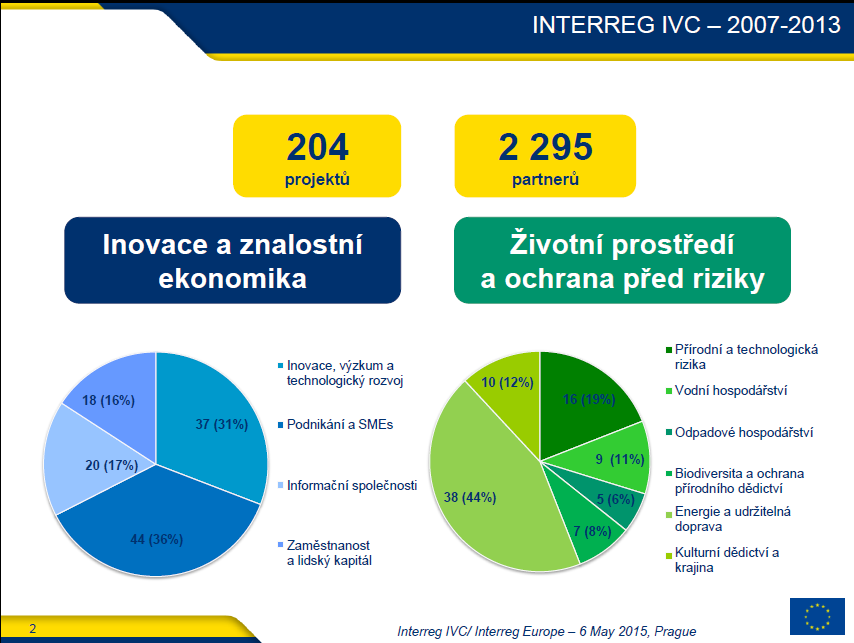 INTERREG IVC – 2007-2013
204
projektů
2 295
partnerů
Inovace a znalostní
ekonomika
Životní prostředí
a ochrana před riziky
18 (16%)
37 (31%)
20 (17%)
44 (36%)
Inovace, výzkum a
technologický rozvoj
Podnikání a SMEs
Informační společnosti
Zaměstnanost
a lidský kapitál
10 (12%)
16 (19%)
9 (11%)
5 (6%)
7 (8%)
38 (44%)
Přírodní a technologická
rizika
Vodní hospodářství
Odpadové hospodářství
Biodiversita a ochrana
přírodního dědictví
Energie a udržitelná
doprava
Kulturní dědictví a
krajina
2
Interreg IVC/ Interreg Europe – 6 May 2015, Prague